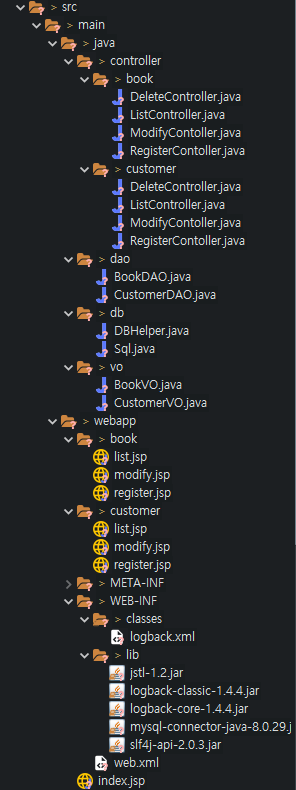 > src
> main
> java
> controller
> book
DeleteController.java
ListController.java
ModifyContoller.java
RegisterContoller.java
> customer
DeleteController.java
ListController.java
ModifyContoller.java
RegisterContoller.java
> dao
BookDAO.java
CustomerDAO.java
> db
DBHelper.java
Sql.java
> vo
BookVO.java
CustomerVO.java
> webapp
> book
list.jsp
modify.jsp
register.jsp
> customer
list.jsp
modify.jsp
register.jsp
> META-INF
> WEB-INF
> classes
logback.xml
> lib
jstl-1.2.jar
logback-classic-1.4.4.jar
logback-core-1.4.4.jar
mysql-connector-java-8.0.29.j
slf4j-api-2.0.3.jar
web.xml
index.jsp